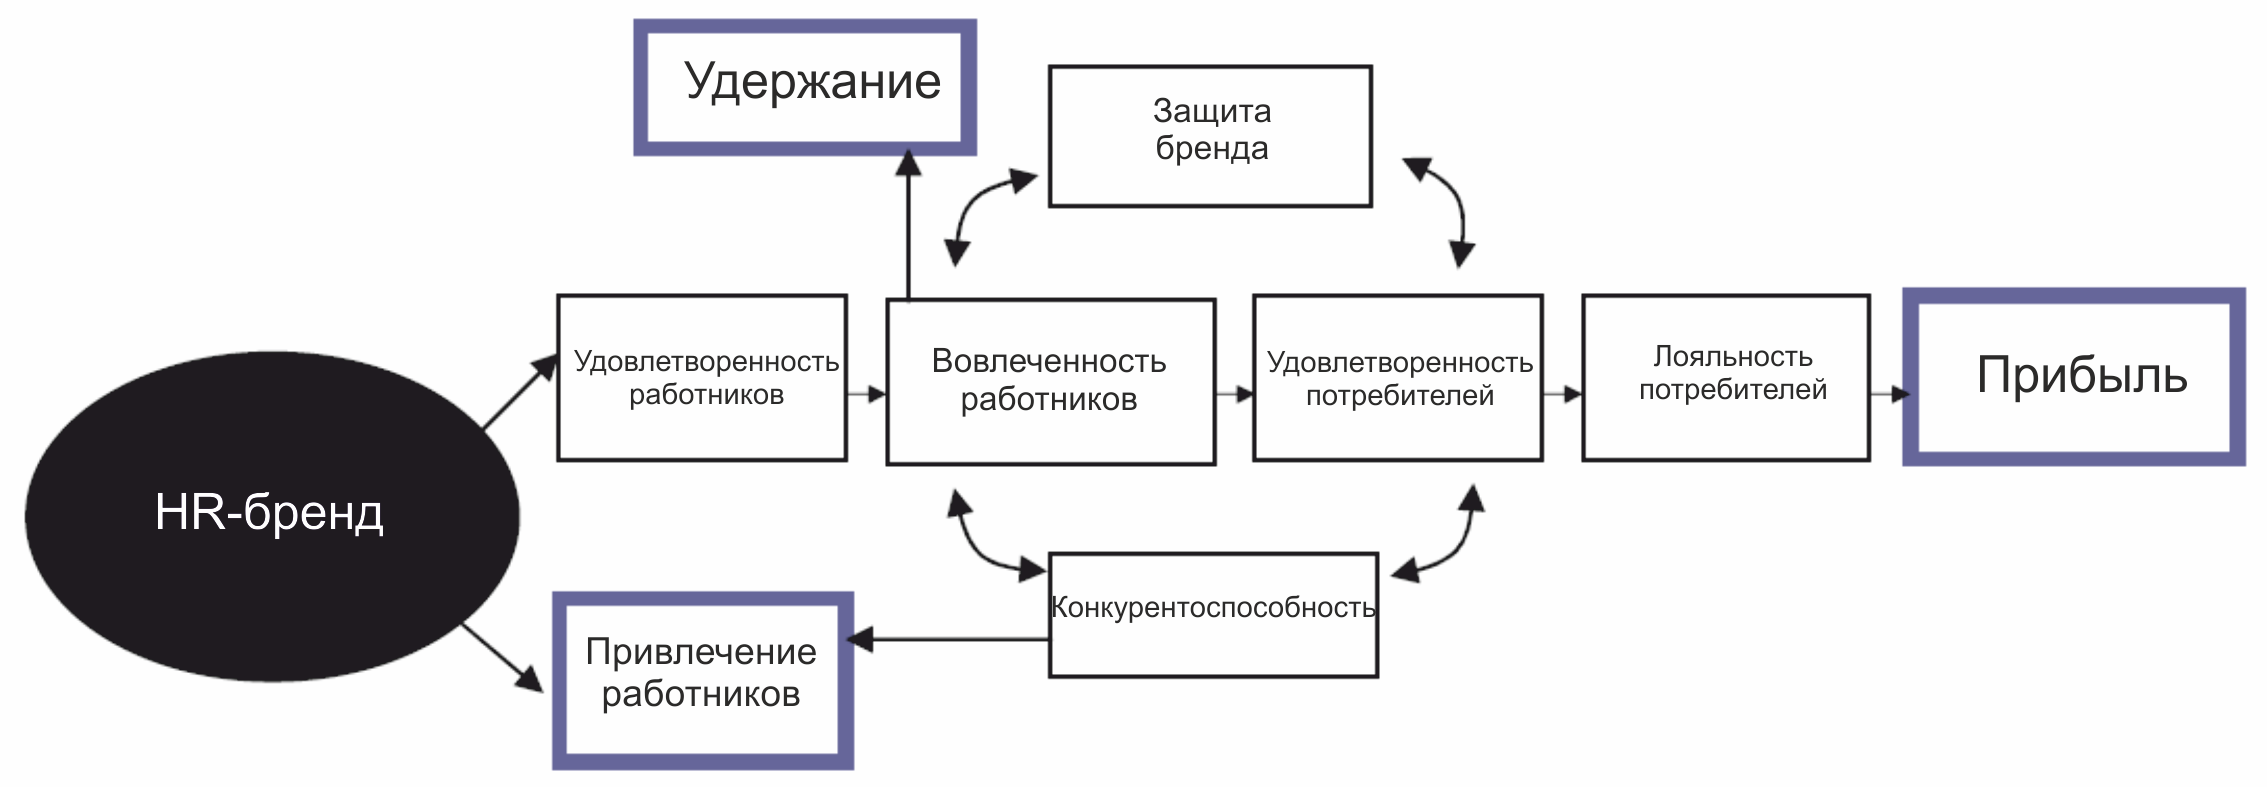 Удержание
Защита
бренда
Удовлетворенность
работников
Вовлеченность
работников
Удовлетворенность
потребителей
Лояльность
потребителей
Прибыль
HR-бренд
Привлечение
работников
Конкурентоспособность